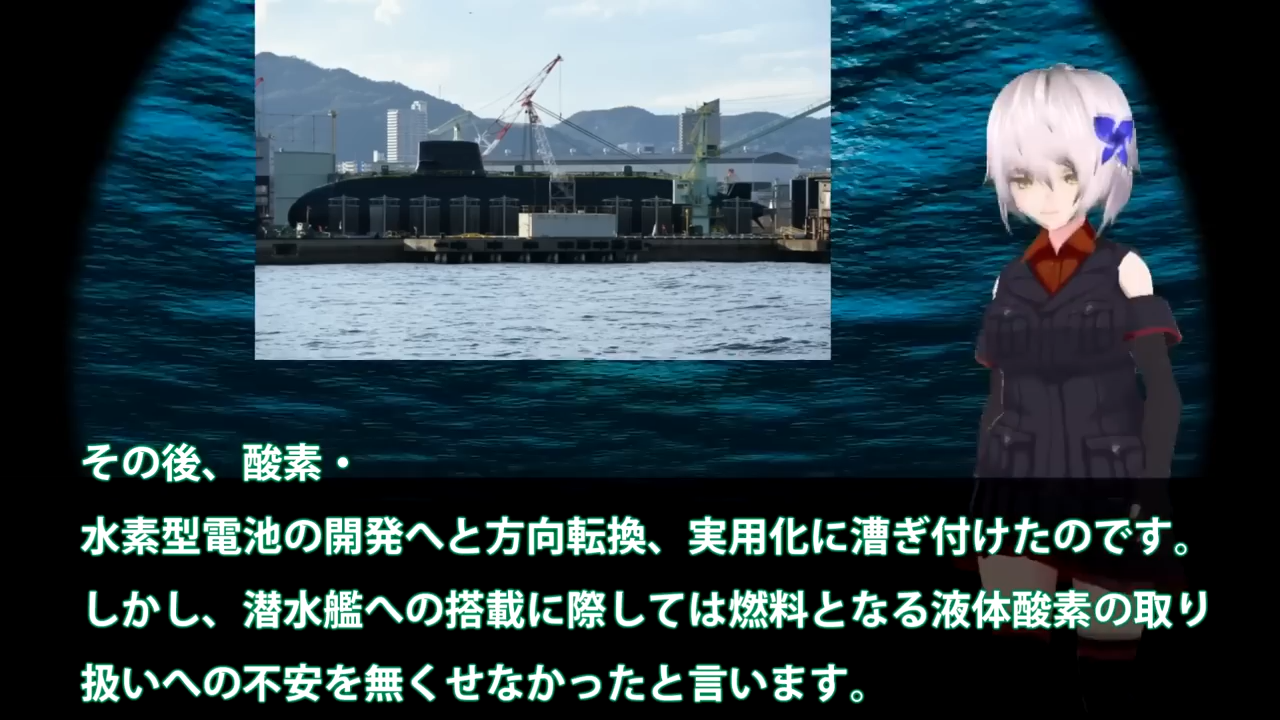 その後、酸素・
水素型電池の開発へと方向転換、実用化に漕ぎ付けたのです。
しかし、潜水艦への搭載に際しては燃料となる液体酸素の取り
扱いへの不安を無くせなかったと言います。